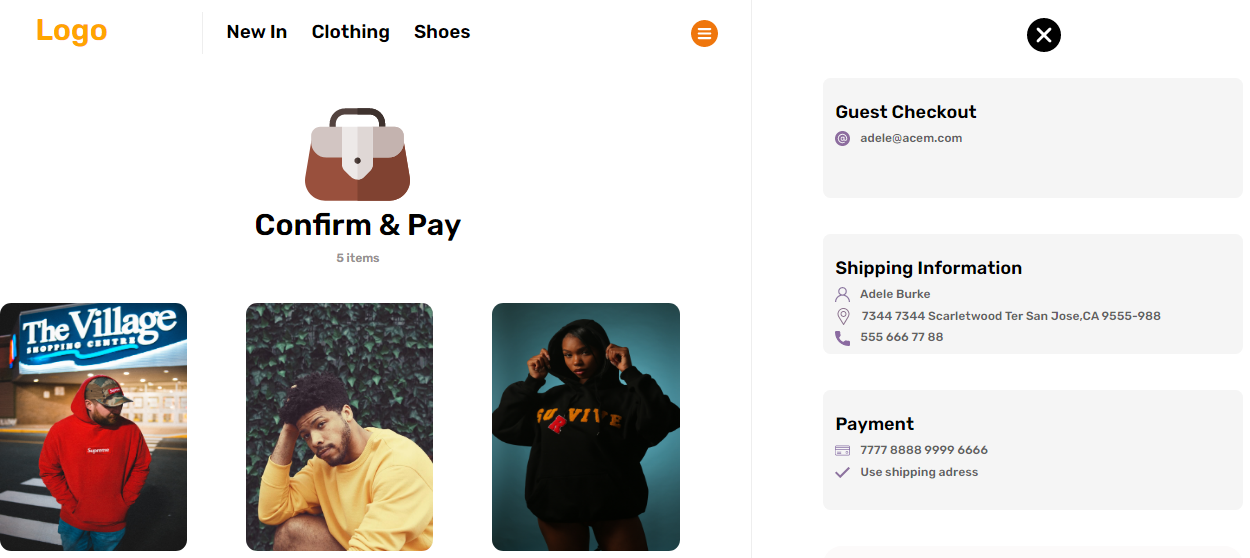 Logo
New In
Clothing
Shoes
Confirm & Pay
5 items
The Village
SHOPPING CENTRE
Supreme
SURVIVE
Guest Checkout
adele@acem.com
Shipping Information
Adele Burke
7344 7344 Scarletwood Ter San Jose,CA 9555-988
555 666 77 88
Payment
7777 8888 9999 6666
Use shipping adress